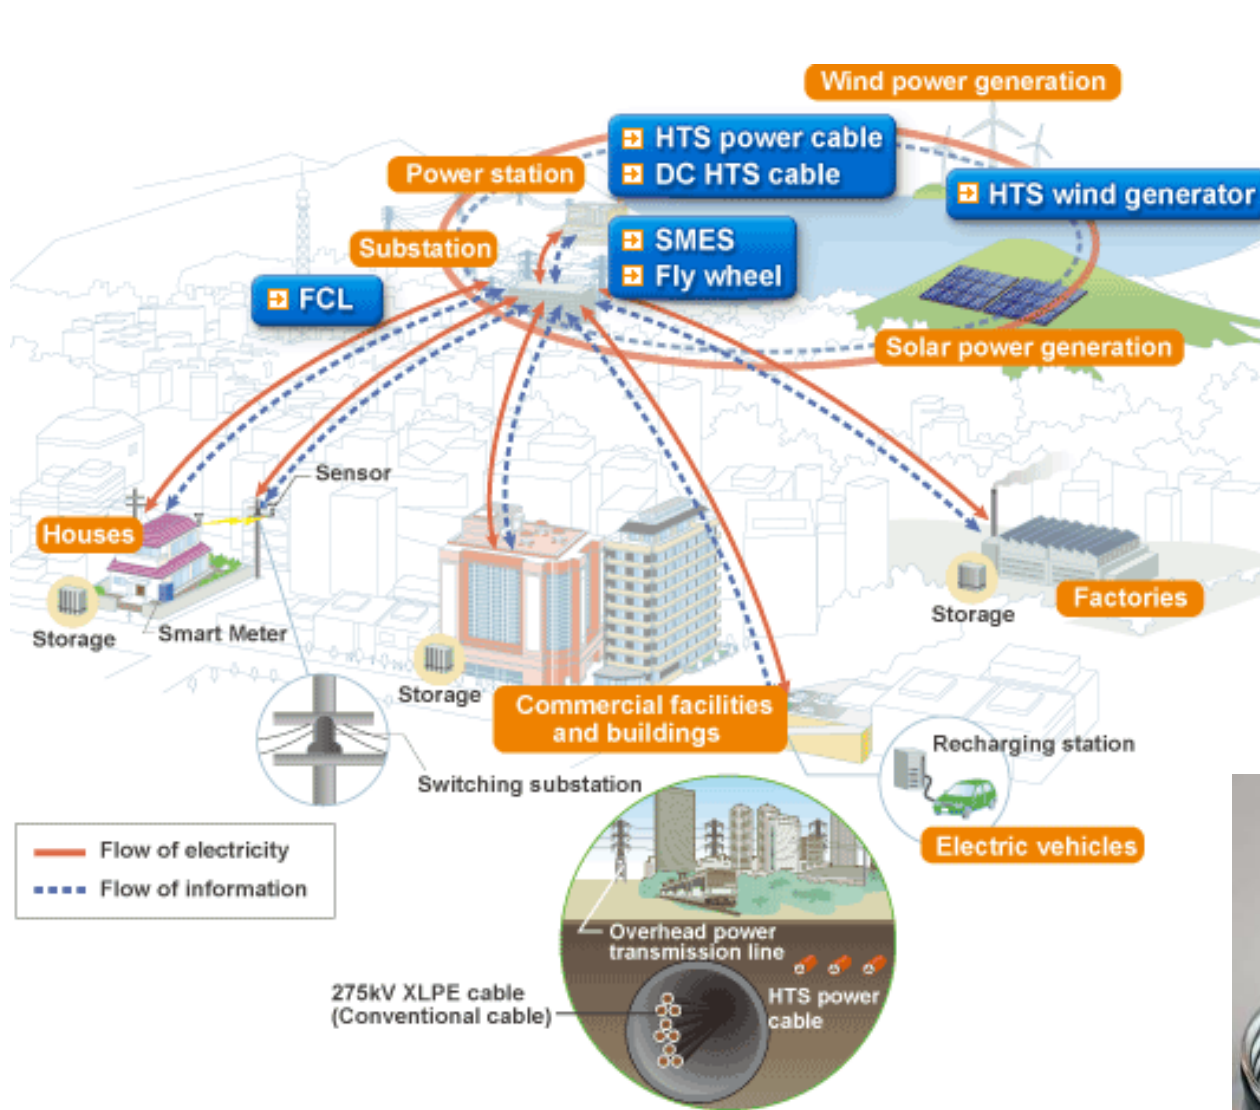 Wind power generation
HTS power cable
DC HTS cable
Power station
HTS wind generator
Substation
SMES
Fly wheel
FCL
Solar power generation
Sensor
Houses
Storage
Smart Meter
Storage
Factories
Storage
Commercial facilities
and buildings
Recharging station
Switching substation
Electric vehicles
Flow of electricity
Flow of information
Overhead power
transmission line
275kV XLPE cable
(Conventional cable)
HTS power
cable